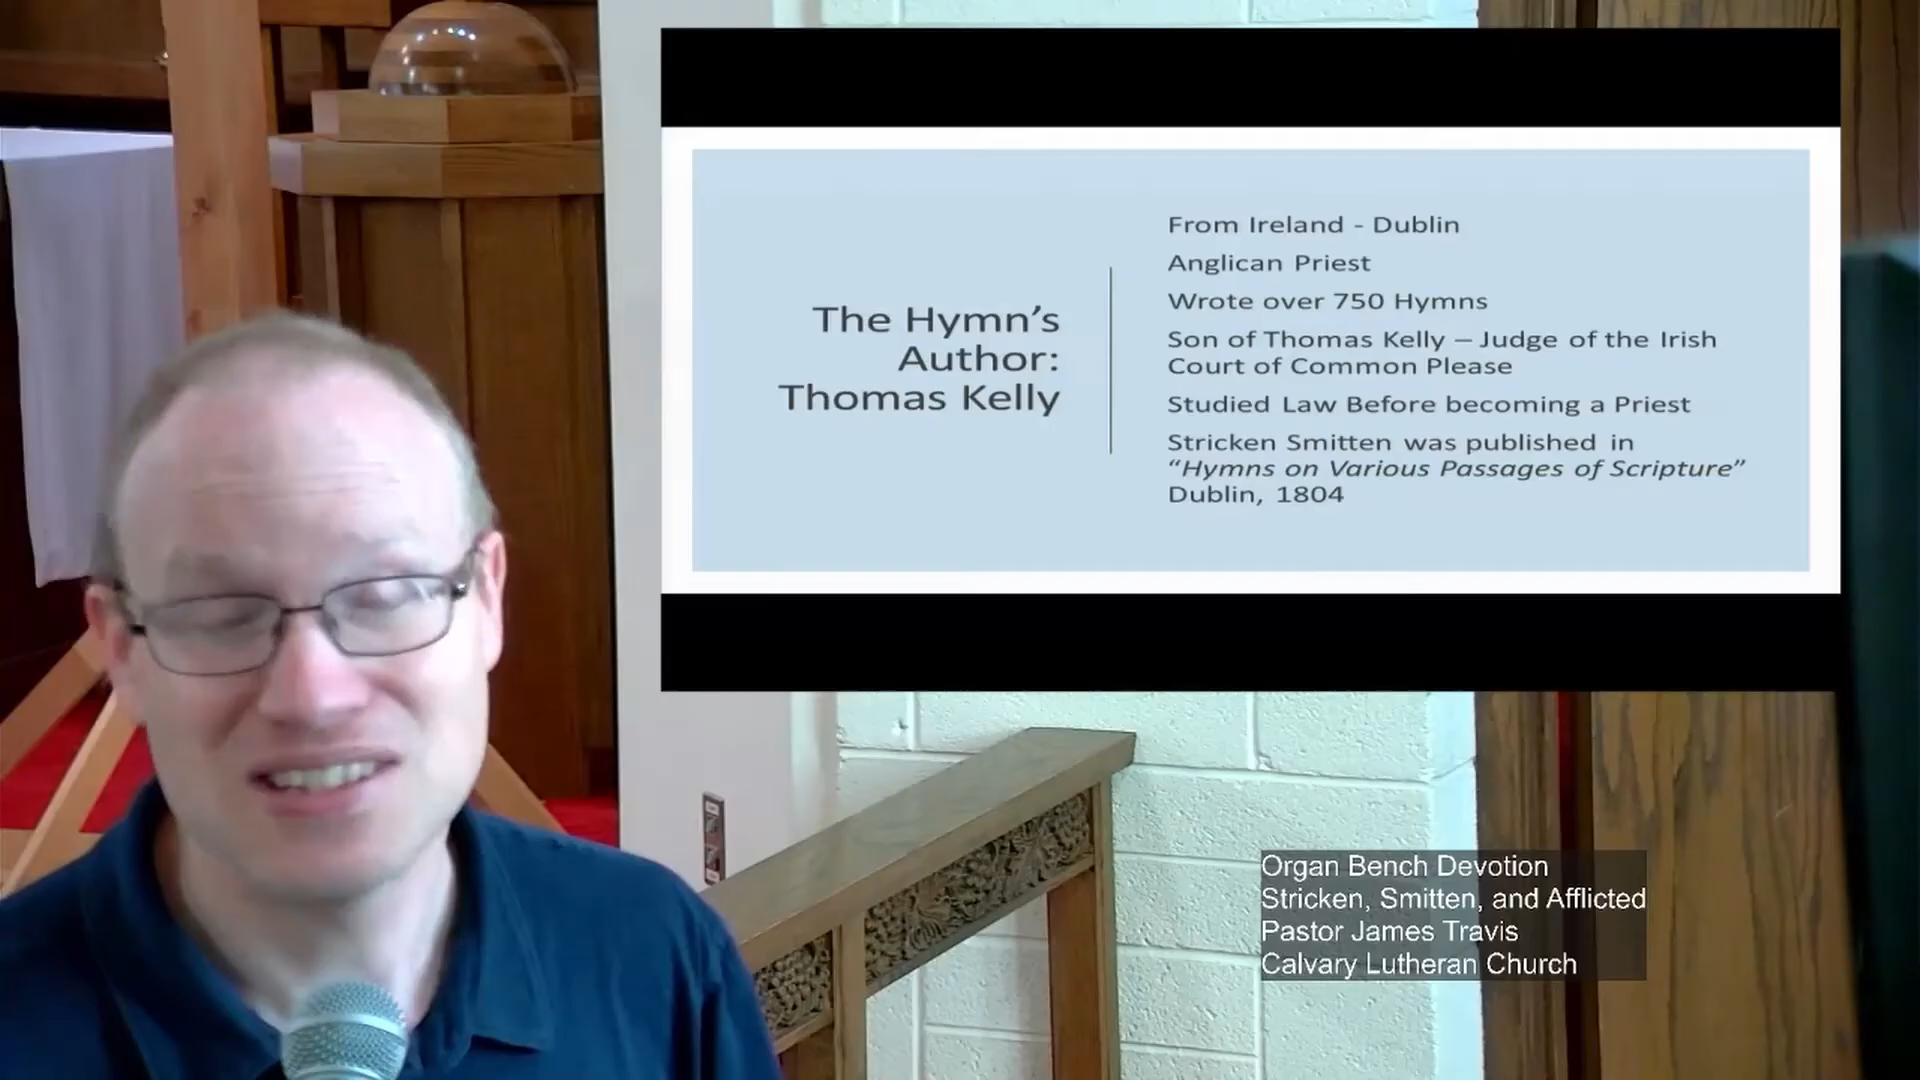 The Hymn’s
Author:
Thomas Kelly
From Ireland - Dublin
Anglican Priest
Wrote over 750 Hymns
Son of Thomas Kelly – Judge of the Irish
Court of Common Please
Studied Law Before becoming a Priest
Stricken Smitten was published in
“Hymns on Various Passages of Scripture”
Dublin, 1804
Organ Bench Devotion
Stricken, Smitten, and Afflicted
Pastor James Travis
Calvary Lutheran Church